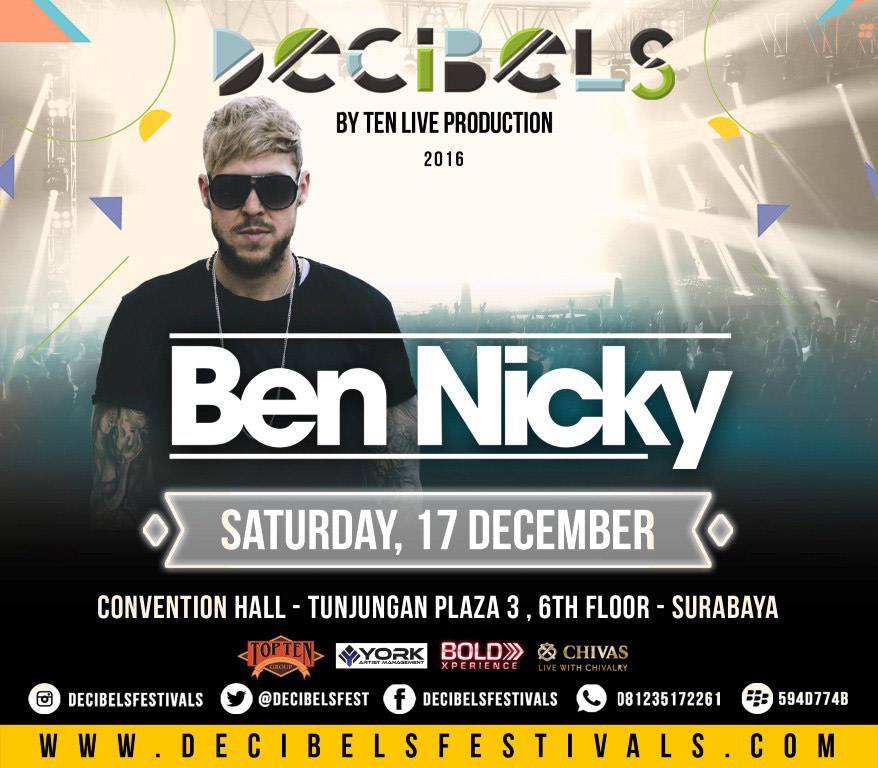 DECiBELS
BY TEN LIVE PRODUCTION
2016
Ben Nicky
SATURDAY, 17 DECEMBER
CONVENTION HALL - TUNJUNGAN PLAZA 3 , 6TH FLOOR - SURABAYA
TOP TEN GROUP
YORK ARTIST MANAGEMENT
BOLD XPERIENCE
CHIVAS LIVE WITH CHIVALRY
DECIBELSFESTIVALS @DECIBELSFEST DECIBELSFESTIVALS 081235172261 594D774B
WWW.DECIBELSFESTIVALS.COM